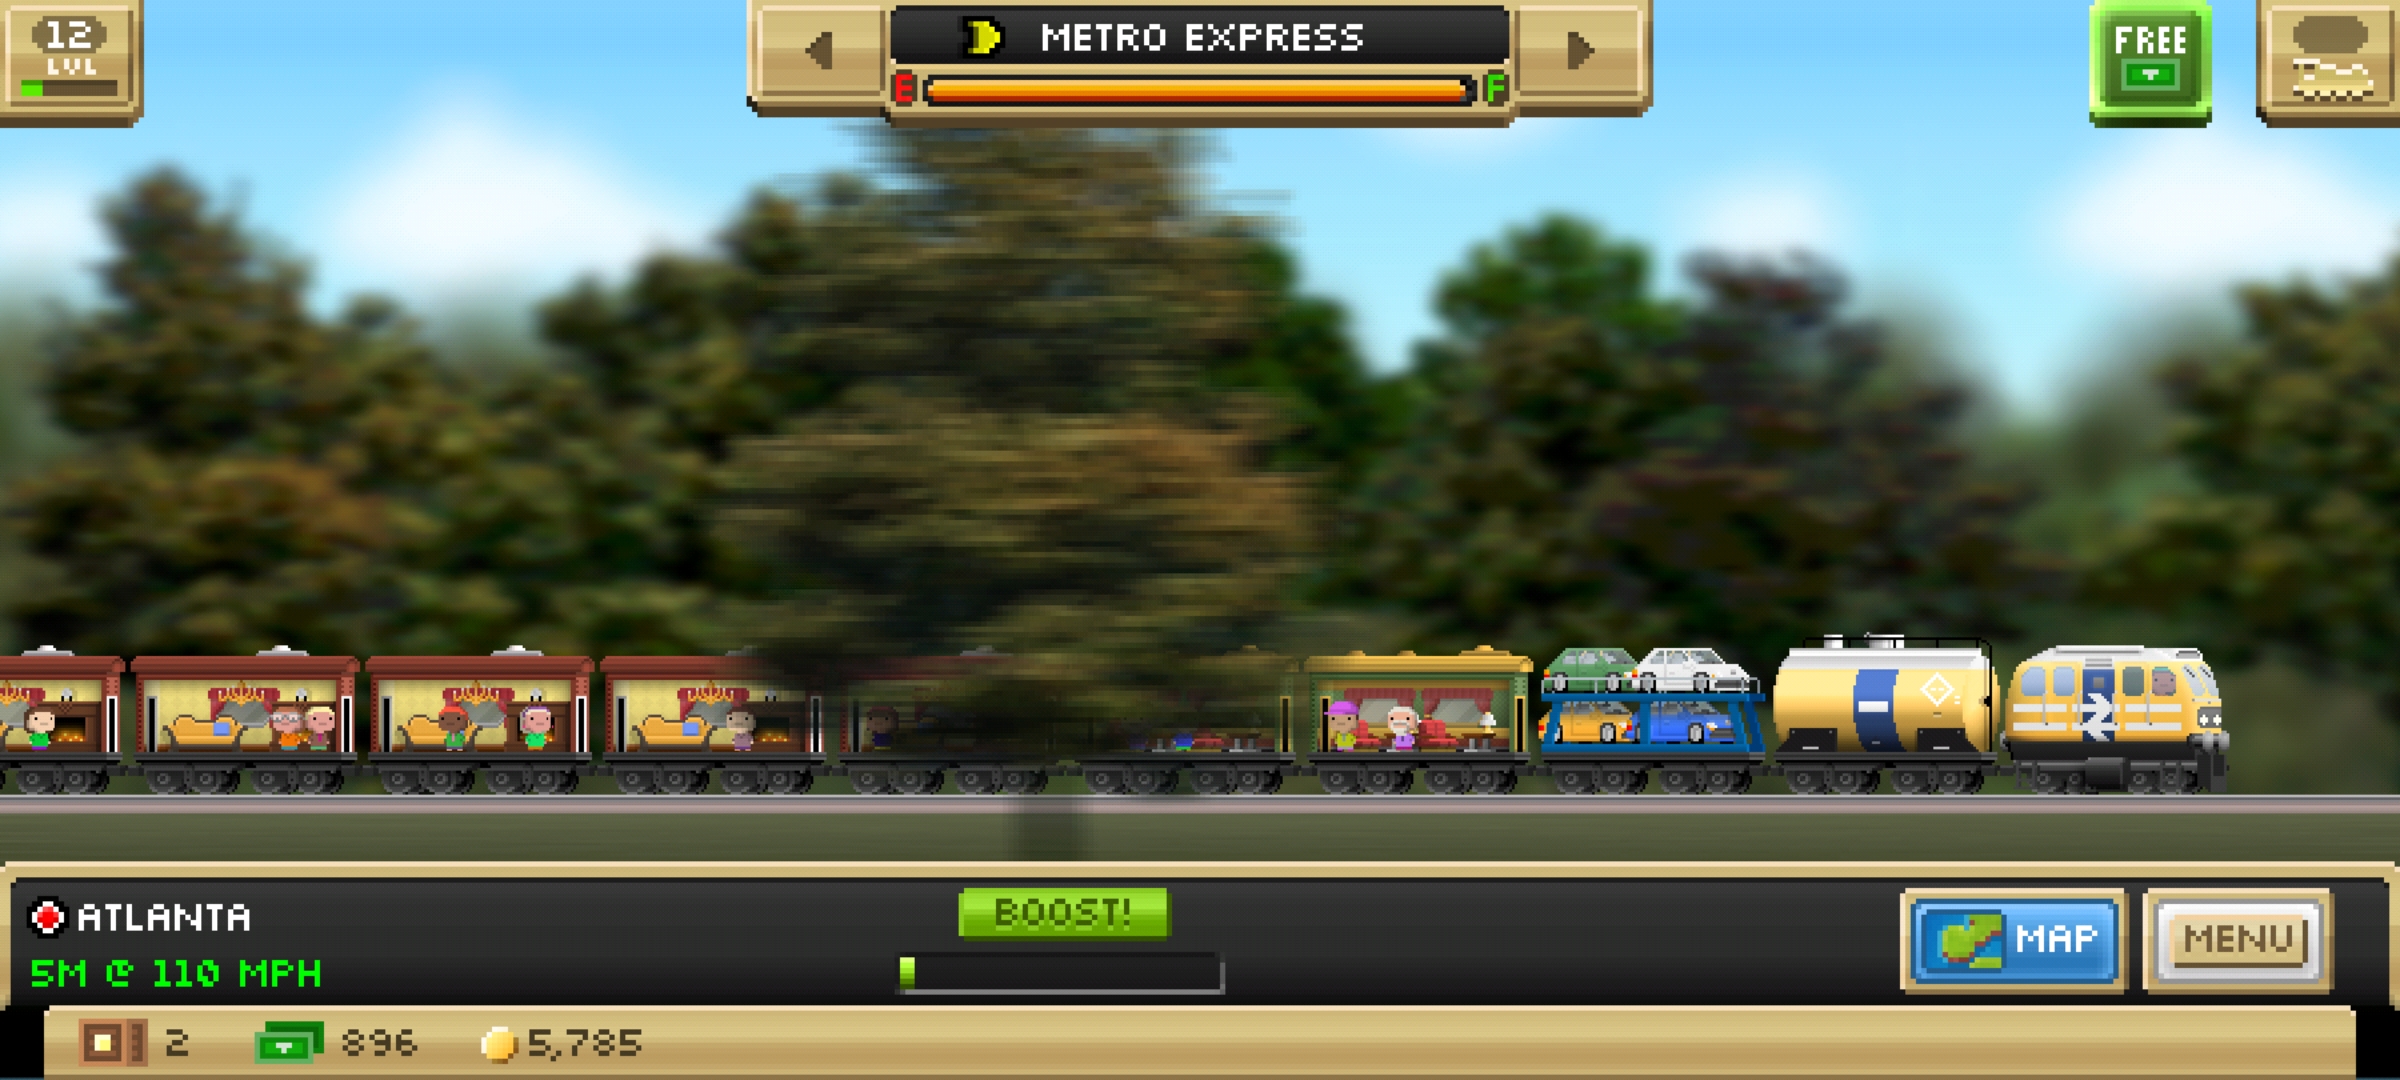 12
LVL
METRO EXPRESS
E F
FREE
ATLANTA
5M @ 110 MPH
BOOST!
MAP
MENU
2 896 5,785